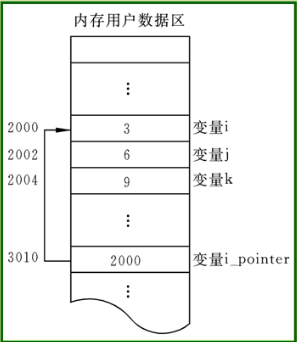 内存用户数据区
⋮
2000 3 变量i
2002 6 变量j
2004 9 变量k
⋮
3010 2000 变量i_pointer
⋮